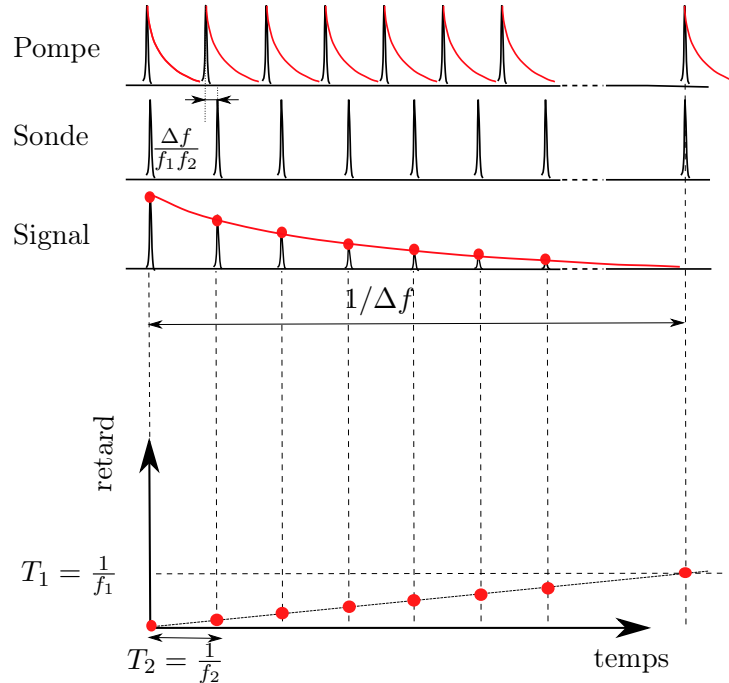 Pompe
Sonde
Δf
f₁f₂
Signal
1/Δf
retard
T₁ = 1/f₁
T₂ = 1/f₂
temps